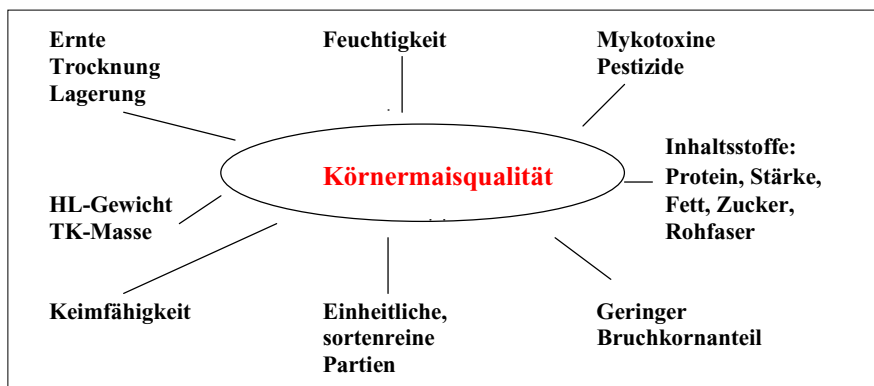 Ernte
Trocknung
Lagerung
Feuchtigkeit
Mykotoxine
Pestizide
Körnermaisqualität
Inhaltsstoffe:
Protein, Stärke,
Fett, Zucker,
Rohfaser
HL-Gewicht
TK-Masse
Keimfähigkeit
Einheitliche,
sortenreine
Partien
Geringer
Bruchkornanteil